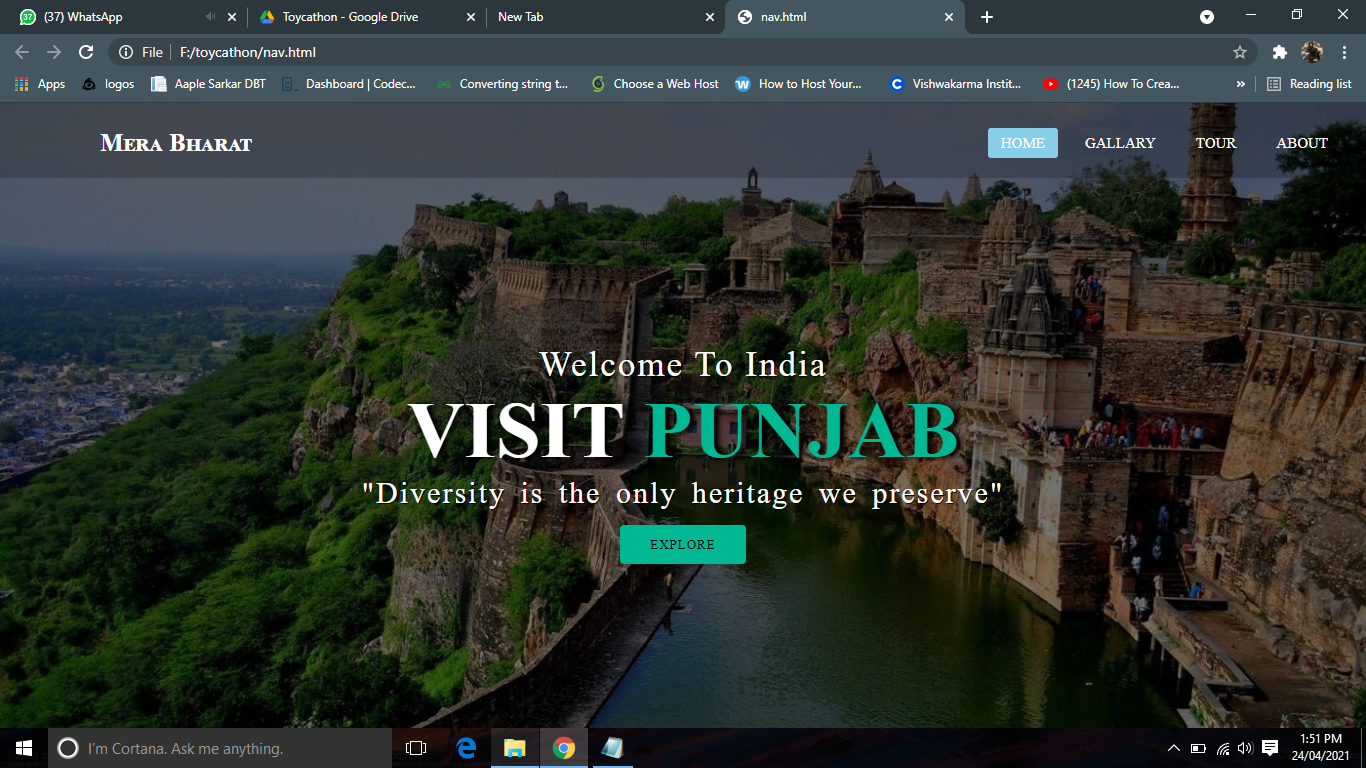 (37) WhatsApp
Toycathon - Google Drive
New Tab
nav.html
File
F:/toycathon/nav.html
Apps
logos
Aaple Sarkar DBT
Dashboard | Codec...
Converting string t...
Choose a Web Host
How to Host Your...
Vishwakarma Instit...
(1245) How To Crea...
»
Reading list
MERA BHARAT
HOME
GALLARY
TOUR
ABOUT
Welcome To India
VISIT PUNJAB
"Diversity is the only heritage we preserve"
EXPLORE
I'm Cortana. Ask me anything.
1:51 PM
24/04/2021